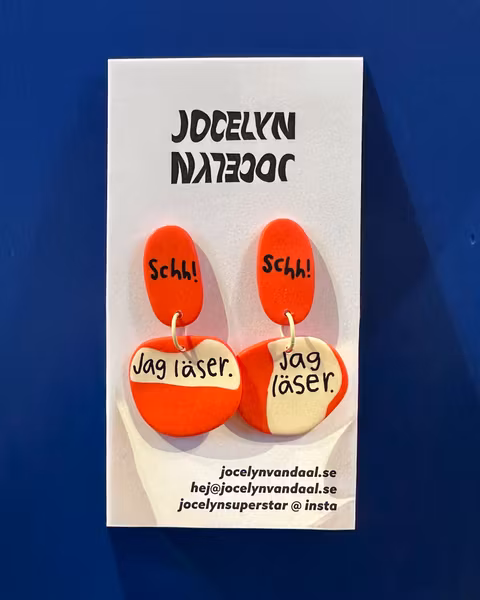 JOCELYN
JOCELYN
Schh!
Jag läser.
Schh!
Jag
läser.
jocelynvandaal.se
hej@jocelynvandaal.se
jocelynsuperstar @ insta